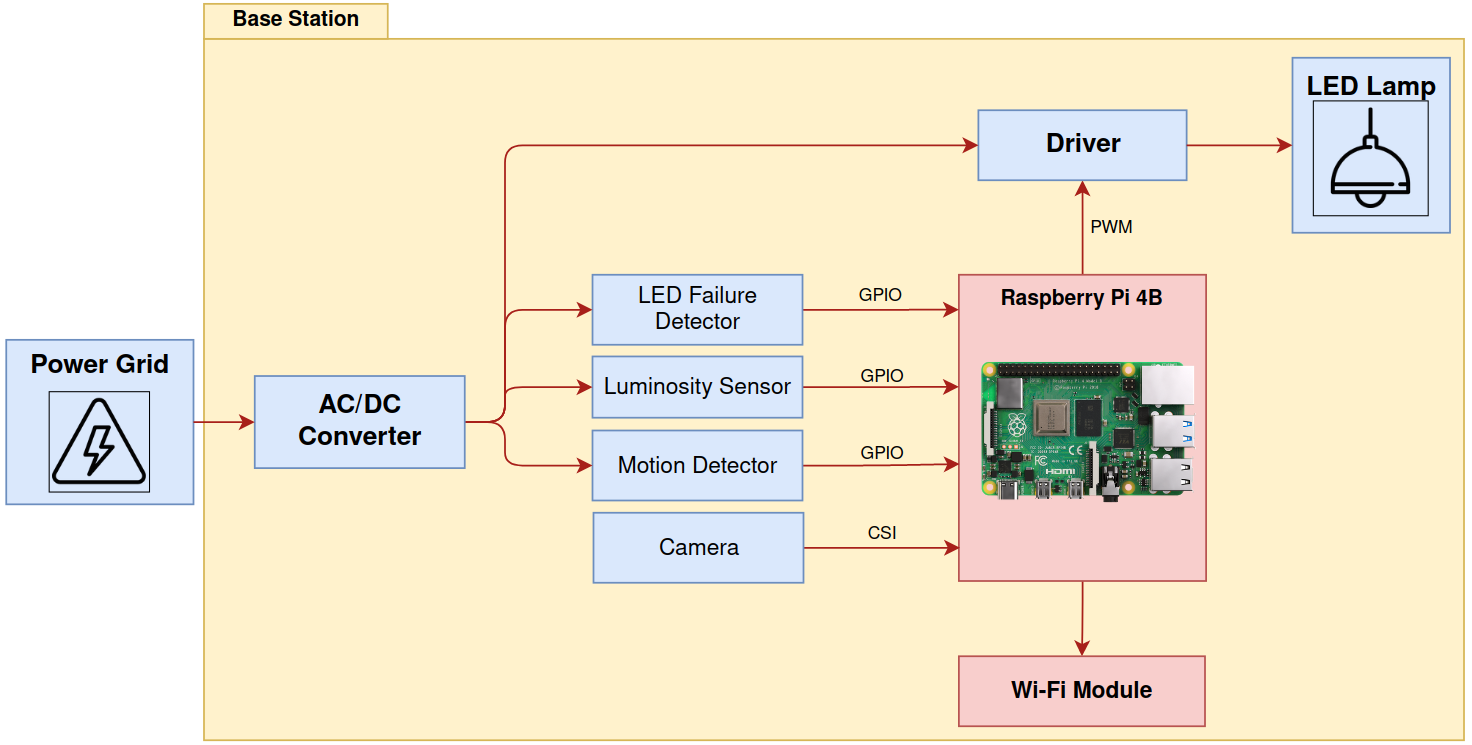 Base Station
LED Lamp
Driver
PWM
LED Failure
Detector
GPIO
Raspberry Pi 4B
Power Grid
Luminosity Sensor
GPIO
AC/DC
Converter
Motion Detector
GPIO
HDMI
Camera
CSI
Wi-Fi Module